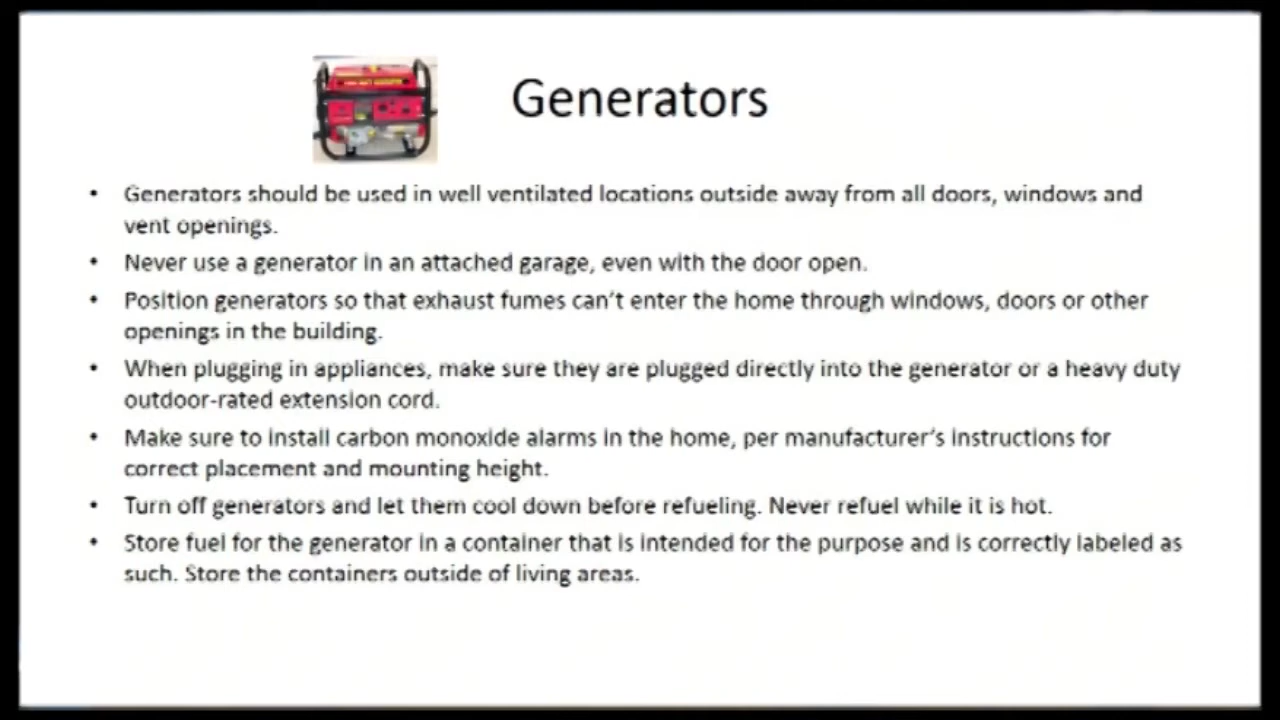 Generators
• Generators should be used in well ventilated locations outside away from all doors, windows and
vent openings.
• Never use a generator in an attached garage, even with the door open.
• Position generators so that exhaust fumes can't enter the home through windows, doors or other
openings in the building.
• When plugging in appliances, make sure they are plugged directly into the generator or a heavy duty
outdoor-rated extension cord.
• Make sure to install carbon monoxide alarms in the home, per manufacturer's instructions for
correct placement and mounting height.
• Turn off generators and let them cool down before refueling. Never refuel while it is hot.
• Store fuel for the generator in a container that is intended for the purpose and is correctly labeled as
such. Store the containers outside of living areas.